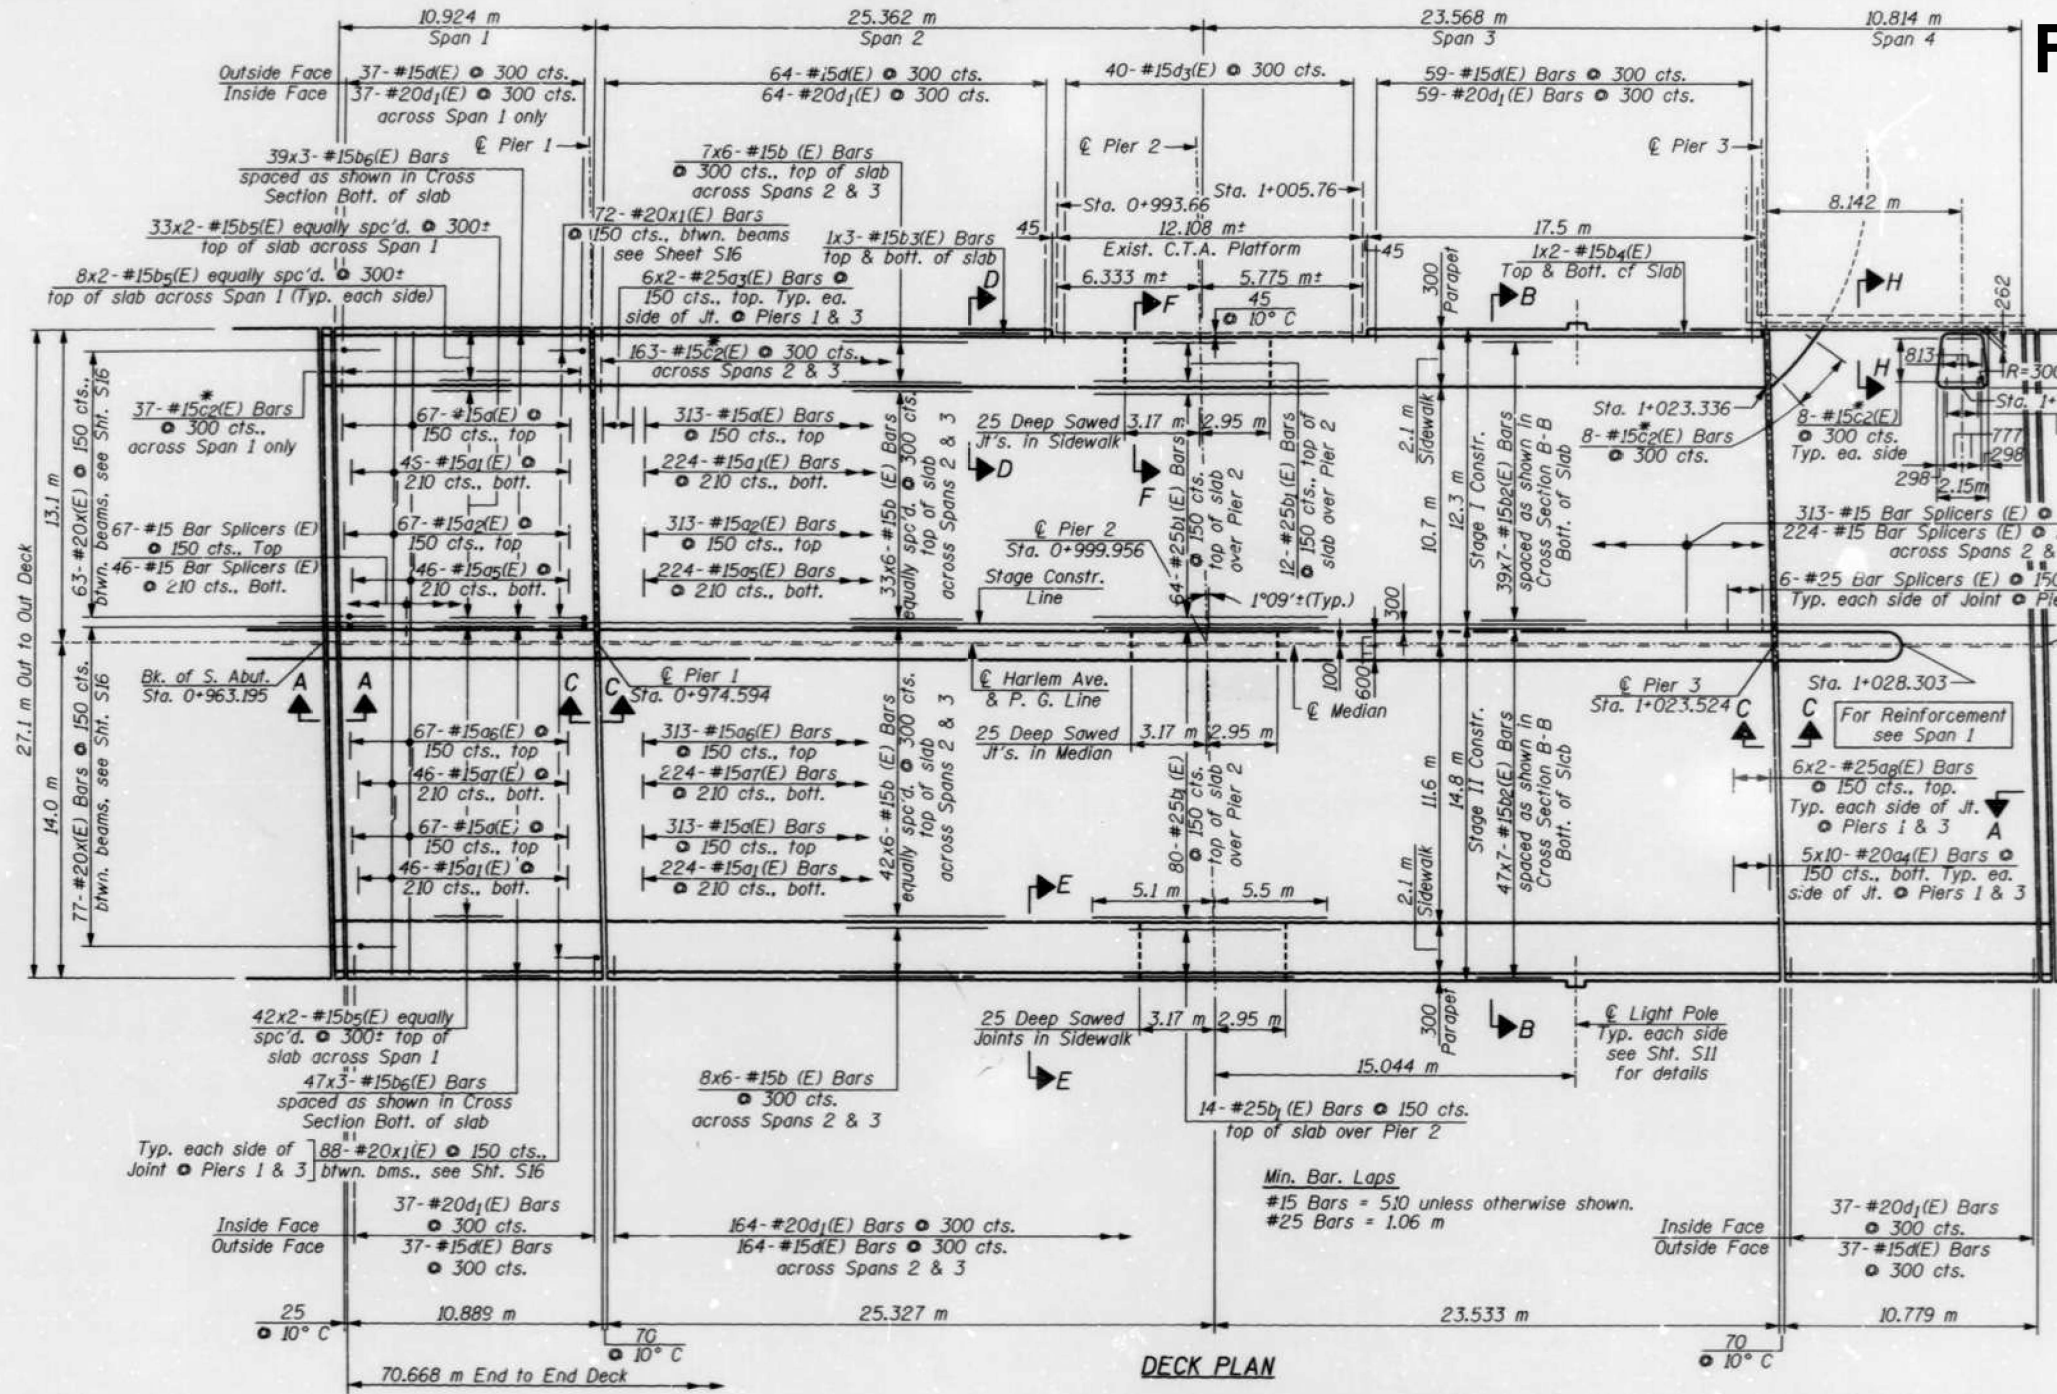 10.924 m
Span 1
25.362 m
Span 2
23.568 m
Span 3
10.814 m
Span 4
Outside Face
Inside Face
37-#15d(E) @ 300 cts.
37-#20d1(E) @ 300 cts.
across Span 1 only
64-#15d(E) @ 300 cts.
64-#20d1(E) @ 300 cts.
40-#15d3(E) @ 300 cts.
59-#15d(E) Bars @ 300 cts.
59-#20d1(E) Bars @ 300 cts.
℄ Pier 1
℄ Pier 2
℄ Pier 3
39x3-#15b6(E) Bars
spaced as shown in Cross
Section Bott. of slab
7x6-#15b (E) Bars
@ 300 cts., top of slab
across Spans 2 & 3
Sta. 0+993.66
Sta. 1+005.76
33x2-#15b5(E) equally spc'd. @ 300±
top of slab across Span 1
72-#20x1(E) Bars
@ 150 cts., btwn. beams
see Sheet S16
1x3-#15b3(E) Bars
top & bott. of slab
45
12.108 m±
Exist. C.T.A. Platform
45
17.5 m
8.142 m
8x2-#15b5(E) equally spc'd. @ 300±
top of slab across Span 1 (Typ. each side)
6x2-#25a3(E) Bars @
150 cts., top. Typ. ea.
side of Jt. @ Piers 1 & 3
6.333 m±
5.775 m±
1x2-#15b4(E)
Top & Bott. of Slab
300
Parapet
45
@ 10° C
D
F
B
H
262
163-#15c2(E) @ 300 cts.
*
across Spans 2 & 3
813
R=300
H
Sta. 1+
*
37-#15c2(E) Bars
@ 300 cts.,
across Span 1 only
63-#20x(E) @ 150 cts.,
btwn. beams, see Sht. S16
67-#15a(E) @
150 cts., top
46-#15a1(E) @
210 cts., bott.
67-#15a2(E) @
150 cts., top
46-#15a5(E) @
210 cts., bott.
313-#15a(E) Bars
@ 150 cts., top
224-#15a1(E) Bars
@ 210 cts., bott.
313-#15a2(E) Bars
@ 150 cts., top
224-#15a5(E) Bars
@ 210 cts., bott.
33x6-#15b (E) Bars
equally spc'd. @ 300 cts.
top of slab
across Spans 2 & 3
25 Deep Sawed
Jt's. in Sidewalk
3.17 m
2.95 m
D
F
64-#25b1(E) Bars
@ 150 cts.
top of slab
over Pier 2
12-#25b1(E) Bars
@ 150 cts., top of
slab over Pier 2
2.1 m
Sidewalk
10.7 m
12.3 m
Stage I Constr.
39x7-#15b2(E) Bars
spaced as shown in
Cross Section B-B
Bott. of Slab
Sta. 1+023.336
*
8-#15c2(E) Bars
@ 300 cts.
*
8-#15c2(E)
@ 300 cts.
Typ. ea. side
777
298
298
2.15m
67-#15 Bar Splicers (E)
@ 150 cts., Top
46-#15 Bar Splicers (E)
@ 210 cts., Bott.
℄ Pier 2
Sta. 0+999.956
Stage Constr.
Line
1°09'±(Typ.)
300
313-#15 Bar Splicers (E) @
224-#15 Bar Splicers (E) @
across Spans 2 &
6-#25 Bar Splicers (E) @ 150
Typ. each side of Joint @ Pie
27.1 m Out to Out Deck
13.1 m
14.0 m
Bk. of S. Abut.
Sta. 0+963.195
A
A
C
C
℄ Pier 1
Sta. 0+974.594
℄ Harlem Ave.
& P. G. Line
℄ Median
100
600
℄ Pier 3
Sta. 1+023.524
Sta. 1+028.303
C
C
For Reinforcement
see Span 1
77-#20x(E) Bars @ 150 cts.
btwn. beams, see Sht. S16
67-#15a6(E) @
150 cts., top
46-#15a7(E) @
210 cts., bott.
67-#15a(E) @
150 cts., top
46-#15a1(E) @
210 cts., bott.
313-#15a6(E) Bars
@ 150 cts., top
224-#15a7(E) Bars
@ 210 cts., bott.
313-#15a(E) Bars
@ 150 cts., top
224-#15a1(E) Bars
@ 210 cts., bott.
42x6-#15b (E) Bars
equally spc'd. @ 300 cts.
top of slab
across Spans 2 & 3
25 Deep Sawed
Jt's. in Median
3.17 m
2.95 m
80-#25b1 (E)
@ 150 cts.
top of slab
over Pier 2
11.6 m
14.8 m
Stage II Constr.
47x7-#15b2(E) Bars
spaced as shown in
Cross Section B-B
Bott. of Slab
2.1 m
Sidewalk
6x2-#25a8(E) Bars
@ 150 cts., top.
Typ. each side of Jt.
@ Piers 1 & 3
A
5x10-#20a4(E) Bars @
150 cts., bott. Typ. ea.
side of Jt. @ Piers 1 & 3
E
5.1 m
5.5 m
42x2-#15b5(E) equally
spc'd. @ 300± top of
slab across Span 1
47x3-#15b6(E) Bars
spaced as shown in Cross
Section Bott. of slab
Typ. each side of
Joint @ Piers 1 & 3
88-#20x1(E) @ 150 cts.,
btwn. bms., see Sht. S16
8x6-#15b (E) Bars
@ 300 cts.
across Spans 2 & 3
25 Deep Sawed
Joints in Sidewalk
3.17 m
2.95 m
E
300
Parapet
B
℄ Light Pole
Typ. each side
see Sht. S11
for details
15.044 m
14-#25b1 (E) Bars @ 150 cts.
top of slab over Pier 2
Min. Bar. Laps
#15 Bars = 510 unless otherwise shown.
#25 Bars = 1.06 m
Inside Face
Outside Face
37-#20d1(E) Bars
@ 300 cts.
37-#15d(E) Bars
@ 300 cts.
164-#20d1(E) Bars @ 300 cts.
164-#15d(E) Bars @ 300 cts.
across Spans 2 & 3
Inside Face
Outside Face
37-#20d1(E) Bars
@ 300 cts.
37-#15d(E) Bars
@ 300 cts.
25
@ 10° C
10.889 m
70
@ 10° C
25.327 m
23.533 m
70
@ 10° C
10.779 m
70.668 m End to End Deck
DECK PLAN